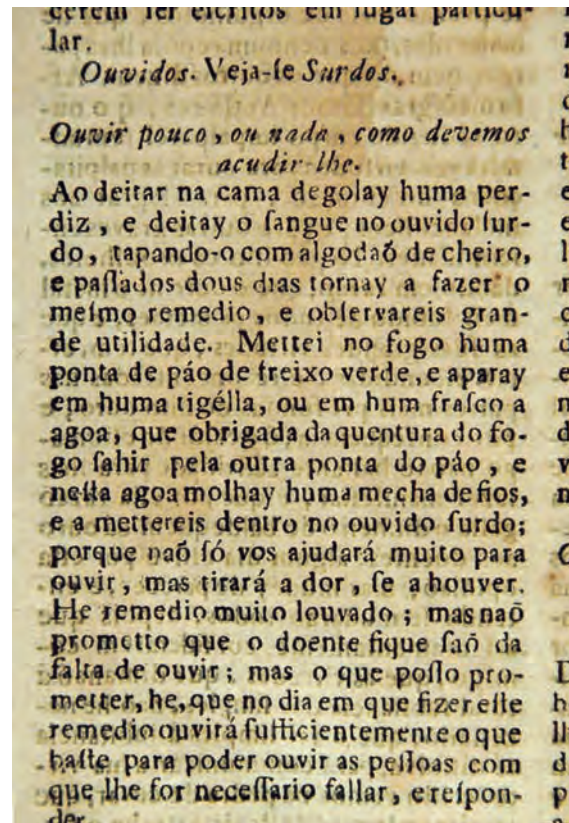 cerem ſer eſcritos em lugar particu-
lar.
Ouvidos. Veja-ſe Surdos.
Ouvir pouco, ou nada, como devemos
acudir-lhe.
Ao deitar na cama degolay huma per-
diz, e deitay o ſangue no ouvido ſur-
do, tapando-o com algodaõ de cheiro,
e paſſados dous dias tornay a fazer o
meſmo remedio, e obſervareis gran-
de utilidade. Mettei no fogo huma
ponta de páo de freixo verde, e aparay
em huma tigélla, ou em hum fraſco a
agoa, que obrigada da quentura do fo-
go ſahir pela outra ponta do páo, e
neſta agoa molhay huma mecha de fios,
e a mettereis dentro no ouvido ſurdo;
porque naõ ſó vos ajudará muito para
ouvir, mas tirará a dor, ſe a houver.
He remedio muito louvado; mas naõ
prometto que o doente fique ſaõ da
falta de ouvir; mas o que poſſo pro-
metter, he, que no dia em que fizer eſte
remedio ouvirá ſufficientemente o que
baſte para poder ouvir as peſſoas com
que lhe for neceſſario fallar, e reſpon-
der